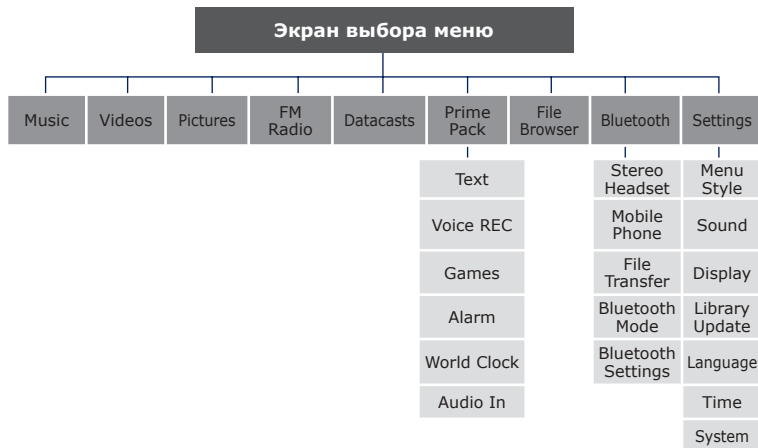 Экран выбора меню
Music
Videos
Pictures
FM
Radio
Datacasts
Prime
Pack
File
Browser
Bluetooth
Settings
Text
Voice REC
Games
Alarm
World Clock
Audio In
Stereo
Headset
Mobile
Phone
File
Transfer
Bluetooth
Mode
Bluetooth
Settings
Menu
Style
Sound
Display
Library
Update
Language
Time
System